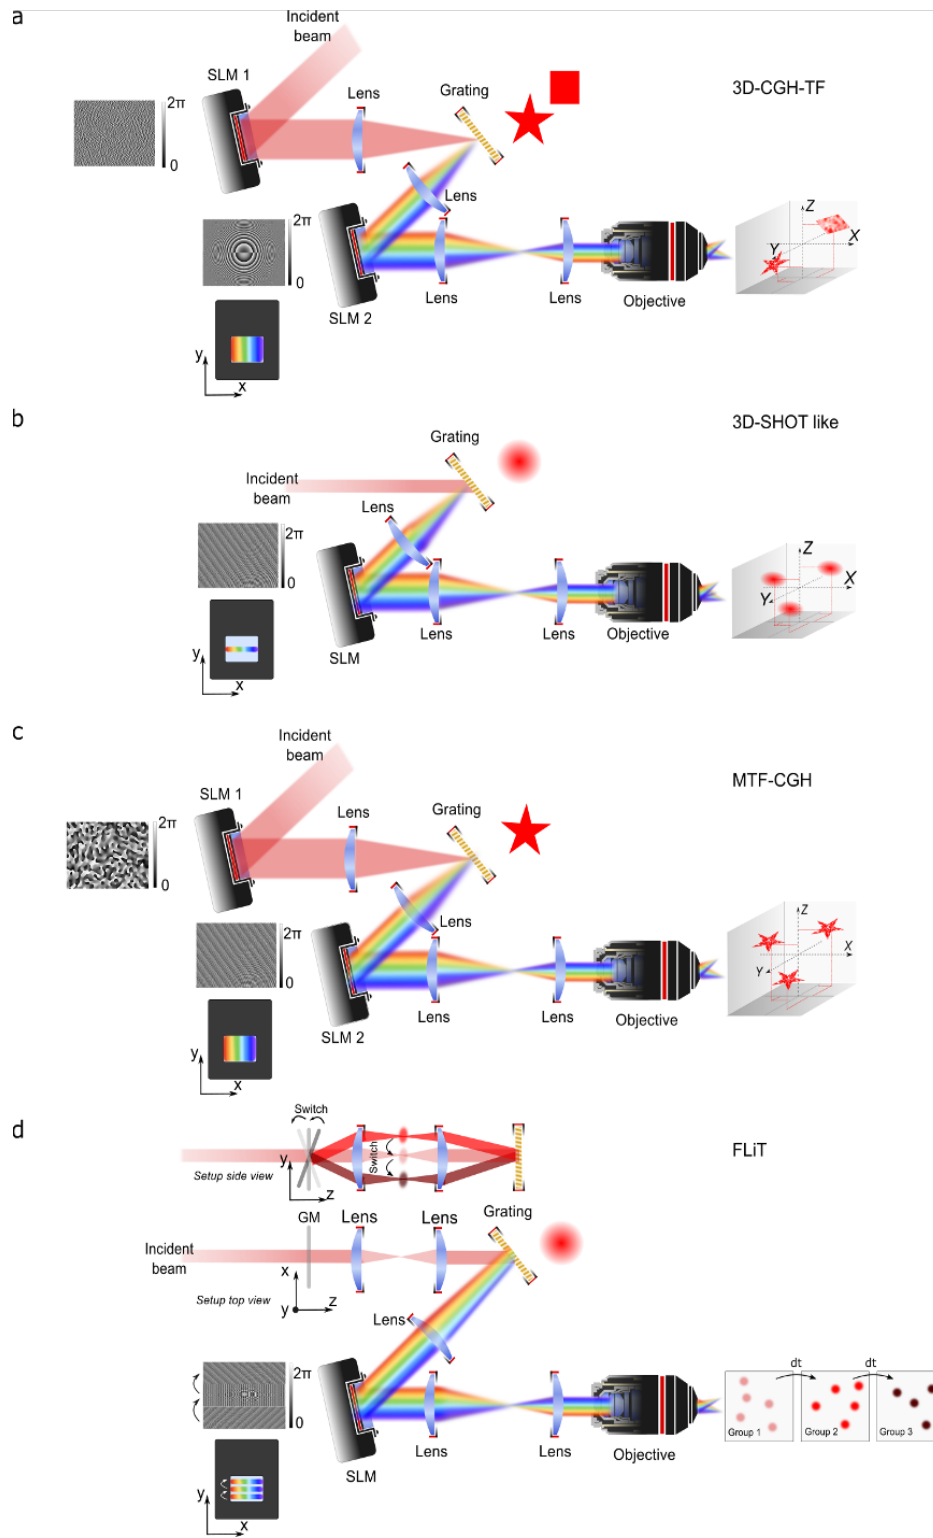 a
Incident
beam
SLM 1
Lens
Grating
3D-CGH-TF
2π
0
Lens
2π
0
Z
X
Y
Lens
Lens
Objective
SLM 2
y
x
b
3D-SHOT like
Grating
Incident
beam
Lens
2π
0
Z
X
Y
Lens
Lens
Objective
SLM
y
x
c
Incident
beam
MTF-CGH
SLM 1
Lens
Grating
2π
0
Lens
2π
0
Z
X
Y
Lens
Lens
Objective
SLM 2
y
x
d
Switch
FLiT
Switch
y
Setup side view
z
GM
Lens
Lens
Grating
Incident
beam
x
Setup top view
y
z
Lens
2π
0
dt
dt
Group 1
Group 2
Group 3
Lens
Lens
Objective
SLM
y
x